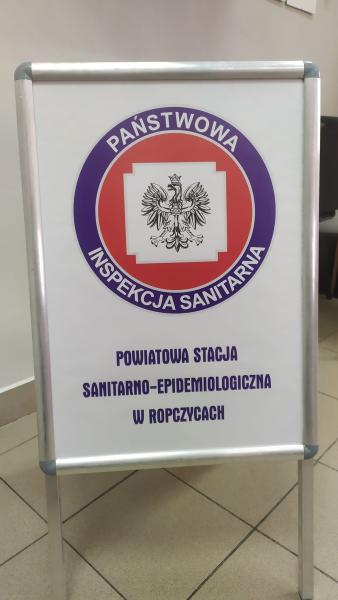 PAŃSTWOWA
INSPEKCJA SANITARNA
POWIATOWA STACJA
SANITARNO-EPIDEMIOLOGICZNA
W ROPCZYCACH